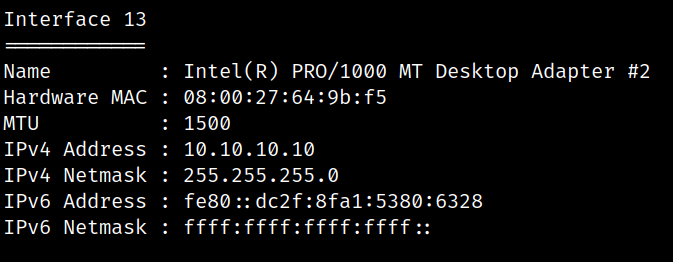 Interface 13
============
Name         : Intel(R) PRO/1000 MT Desktop Adapter #2
Hardware MAC : 08:00:27:64:9b:f5
MTU          : 1500
IPv4 Address : 10.10.10.10
IPv4 Netmask : 255.255.255.0
IPv6 Address : fe80::dc2f:8fa1:5380:6328
IPv6 Netmask : ffff:ffff:ffff:ffff::